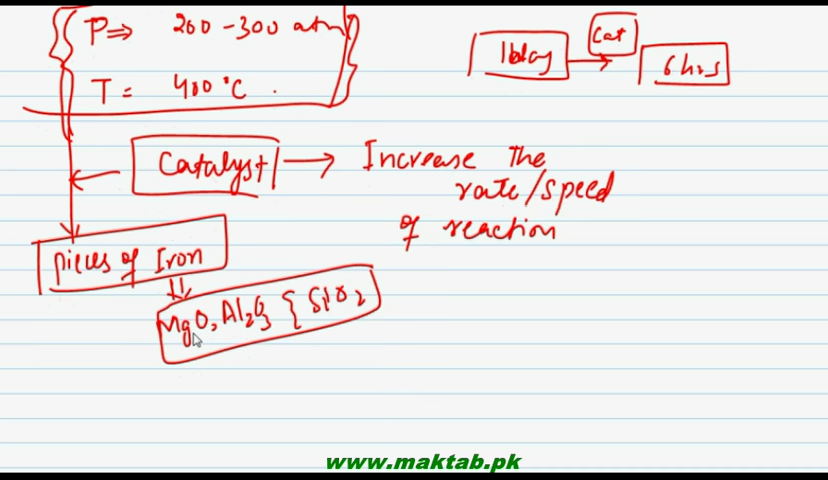 P ⇒ 200 - 300 atm
T = 400 °C .
1 day
Cat
6 hrs
Catalyst → Increase the
rate/speed
of reaction
pieces of Iron
MgO, Al2O3 { SiO2
www.maktab.pk